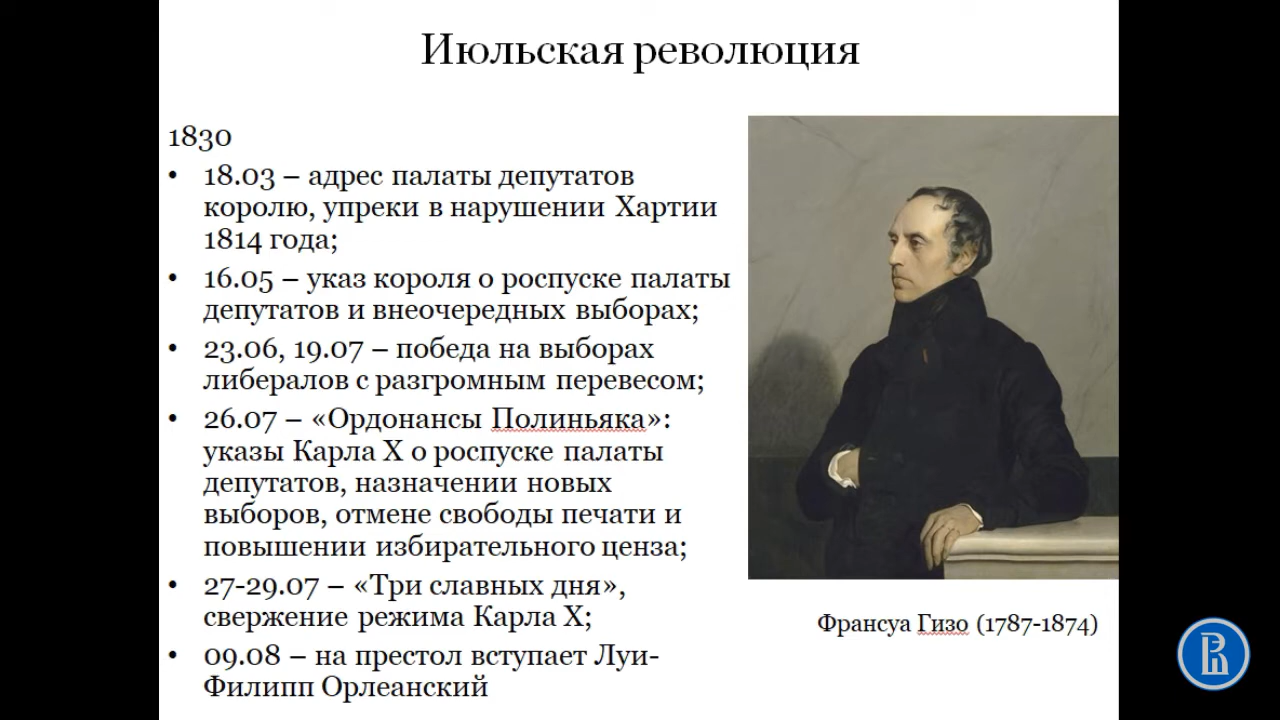 Июльская революция
1830
• 18.03 – адрес палаты депутатов
королю, упреки в нарушении Хартии
1814 года;
• 16.05 – указ короля о роспуске палаты
депутатов и внеочередных выборах;
• 23.06, 19.07 – победа на выборах
либералов с разгромным перевесом;
• 26.07 – «Ордонансы Полиньяка»:
указы Карла X о роспуске палаты
депутатов, назначении новых
выборов, отмене свободы печати и
повышении избирательного ценза;
• 27-29.07 – «Три славных дня»,
свержение режима Карла X;
• 09.08 – на престол вступает Луи-
Филипп Орлеанский
Франсуа Гизо (1787-1874)